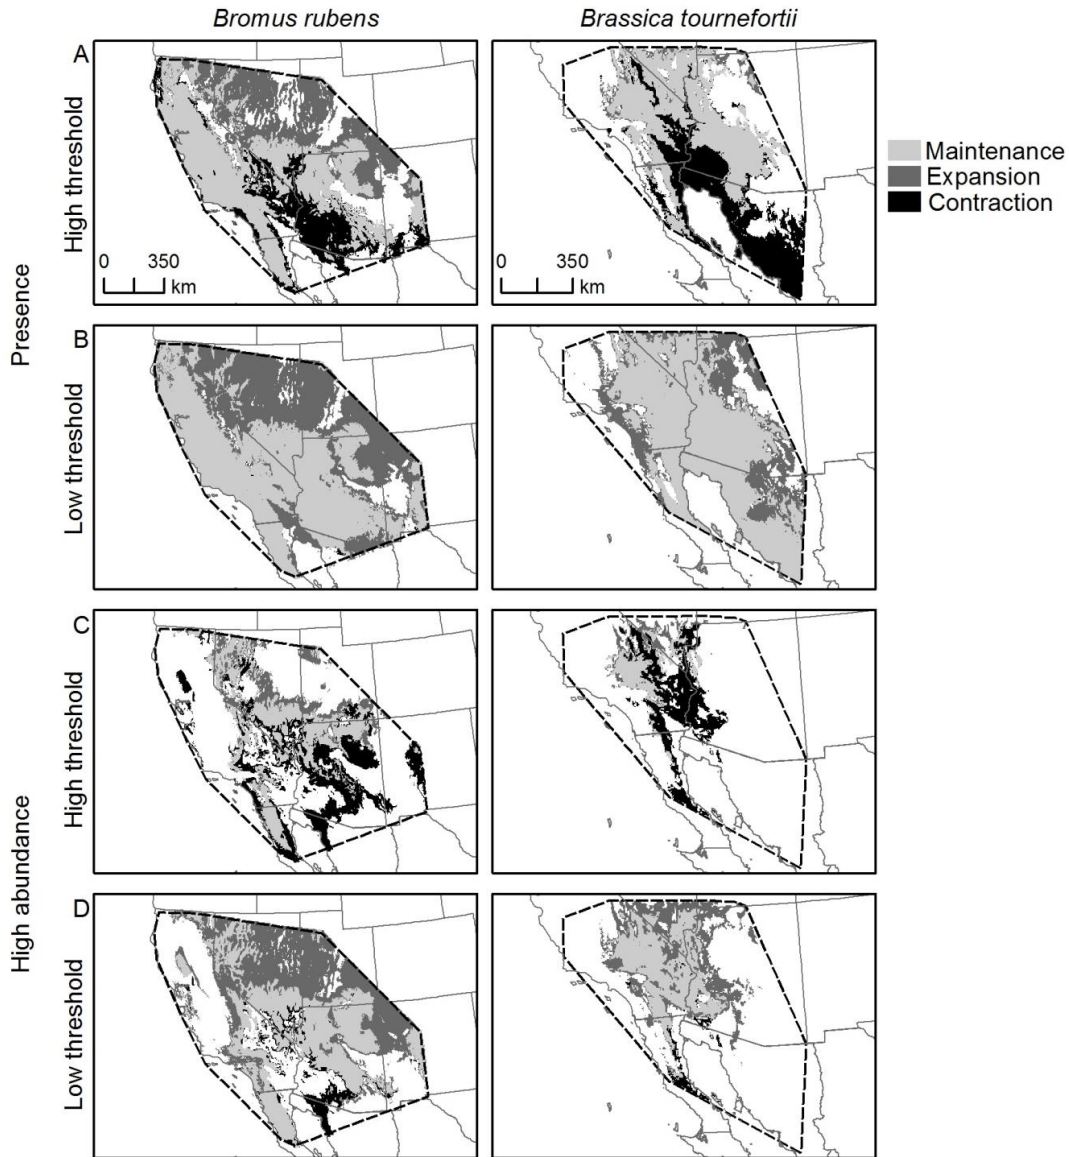 Bromus rubens
Brassica tournefortii
A
High threshold
0 350
km
0 350
km
Maintenance
Expansion
Contraction
Presence
B
Low threshold
C
High threshold
High abundance
D
Low threshold